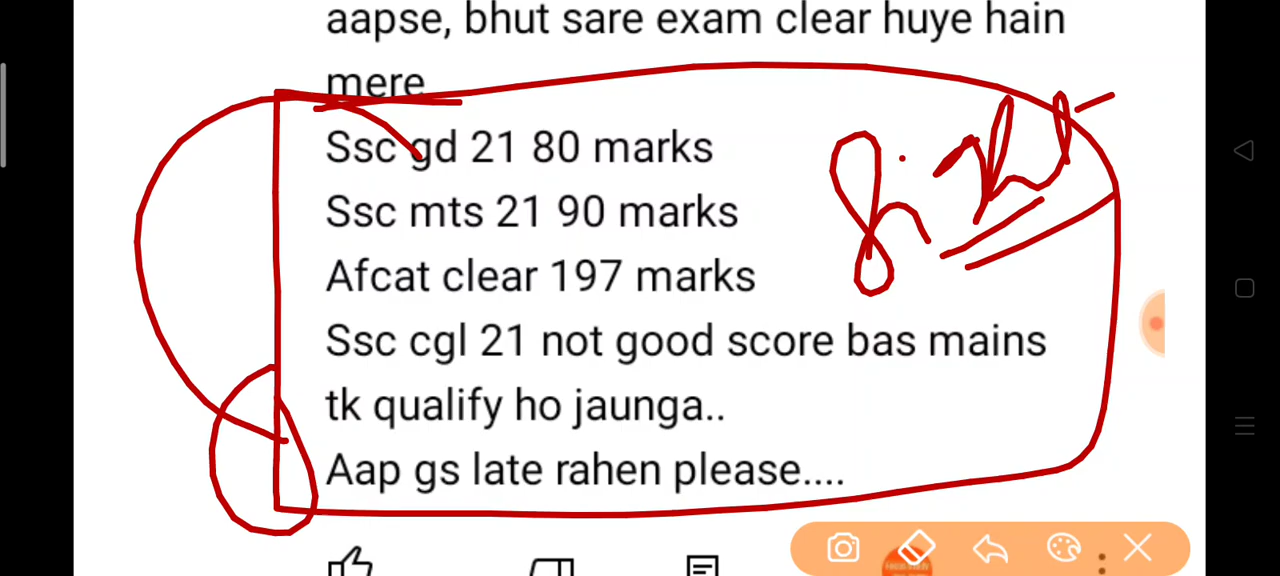 aapse, bhut sare exam clear huye hain
mere
Ssc gd 21 80 marks
Ssc mts 21 90 marks
Afcat clear 197 marks
Ssc cgl 21 not good score bas mains
tk qualify ho jaunga..
Aap gs late rahen please....